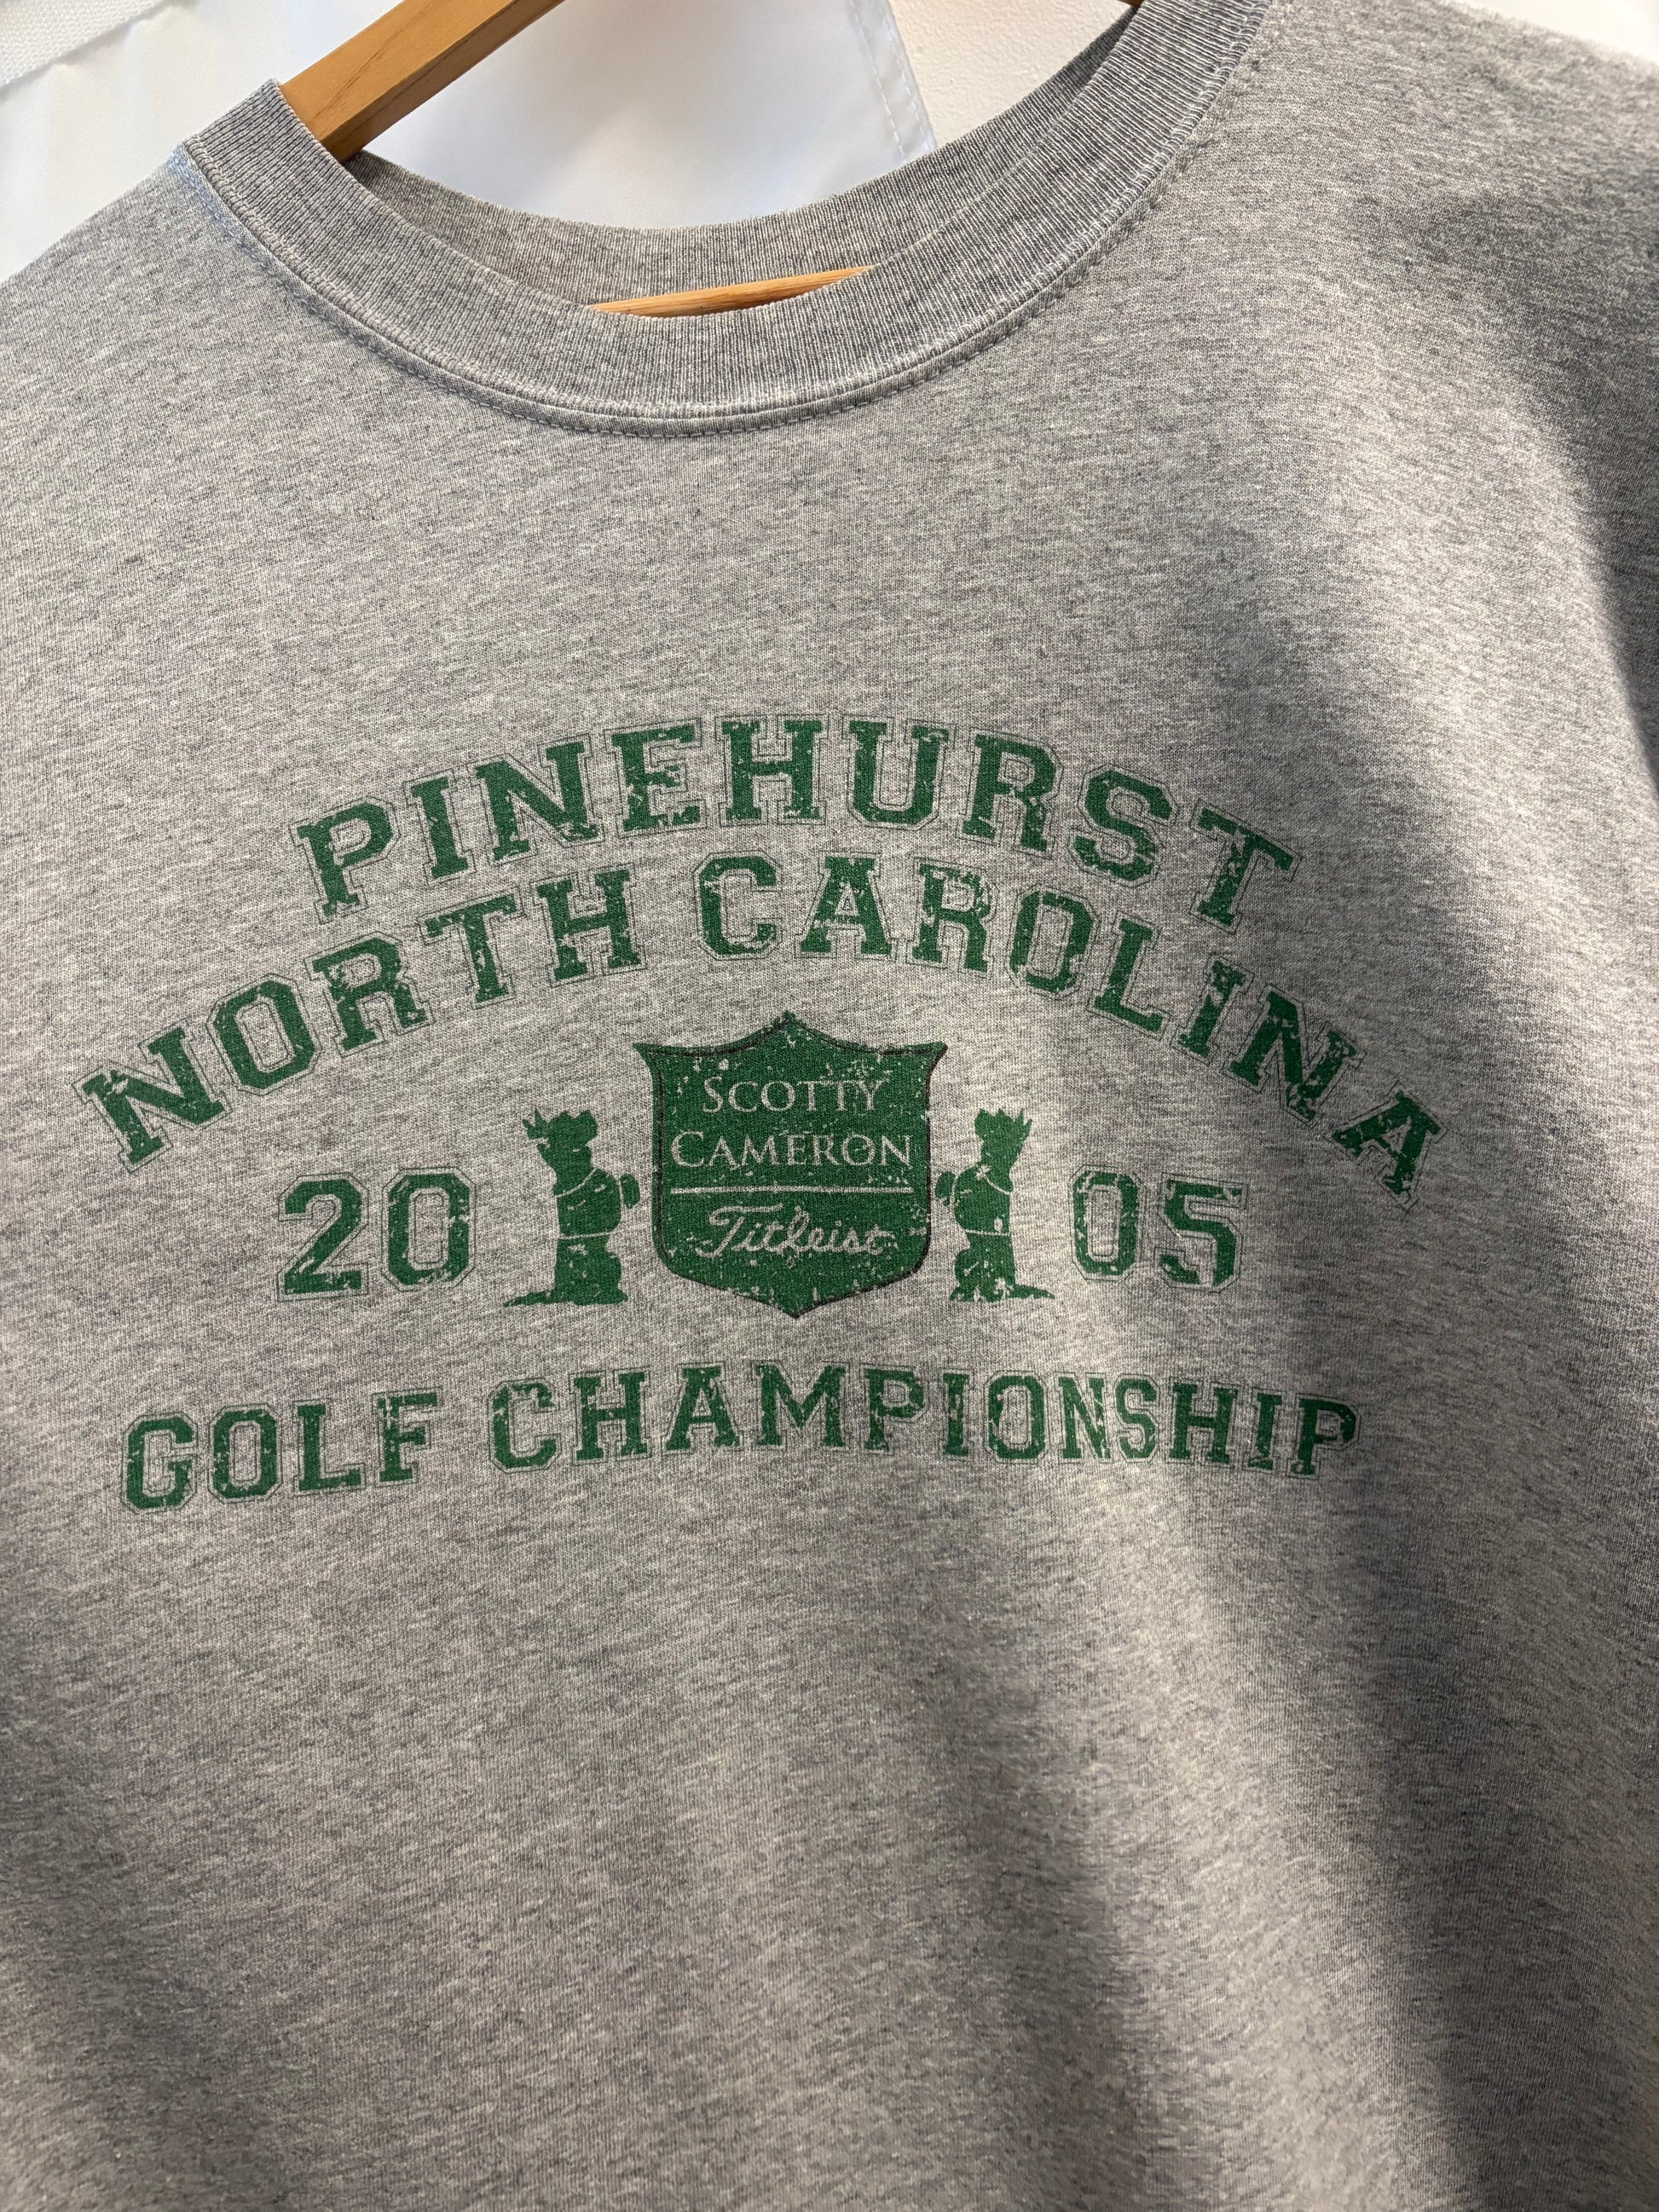 PINEHURST
NORTH CAROLINA
SCOTTY
CAMERON
20 05
Titleist
GOLF CHAMPIONSHIP